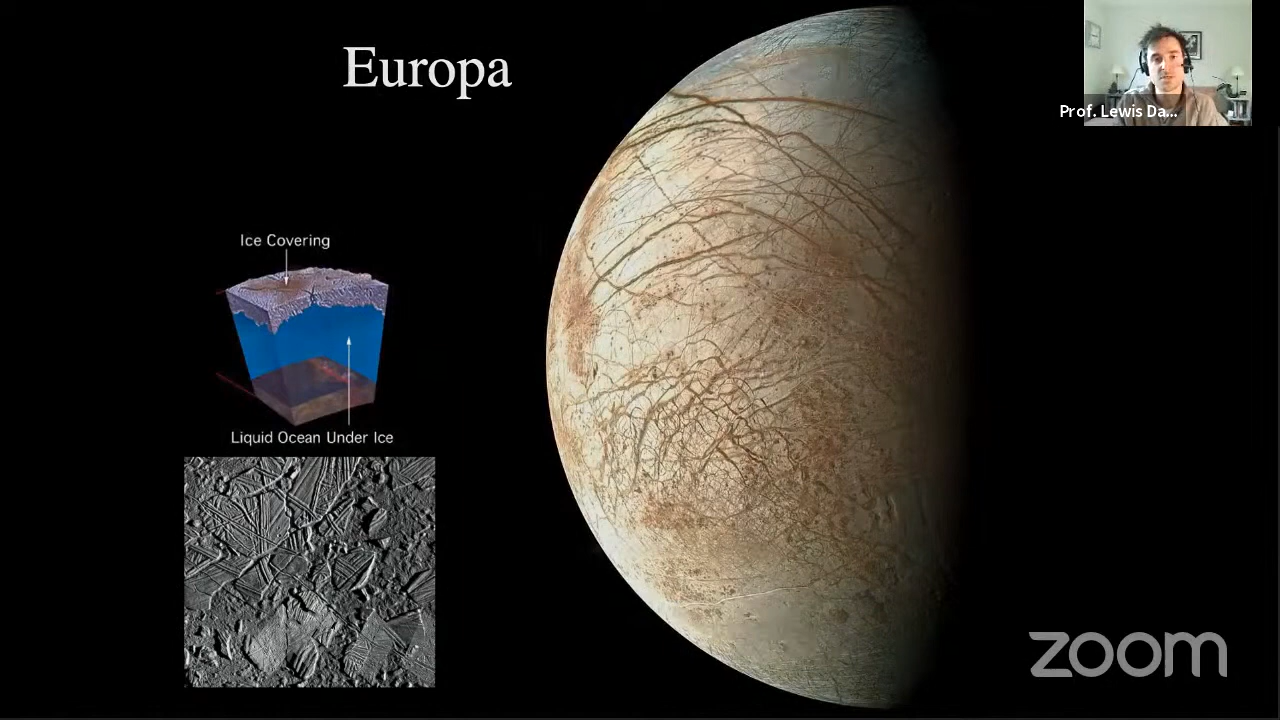 Europa
Prof. Lewis Da...
Ice Covering
Liquid Ocean Under Ice
zoom